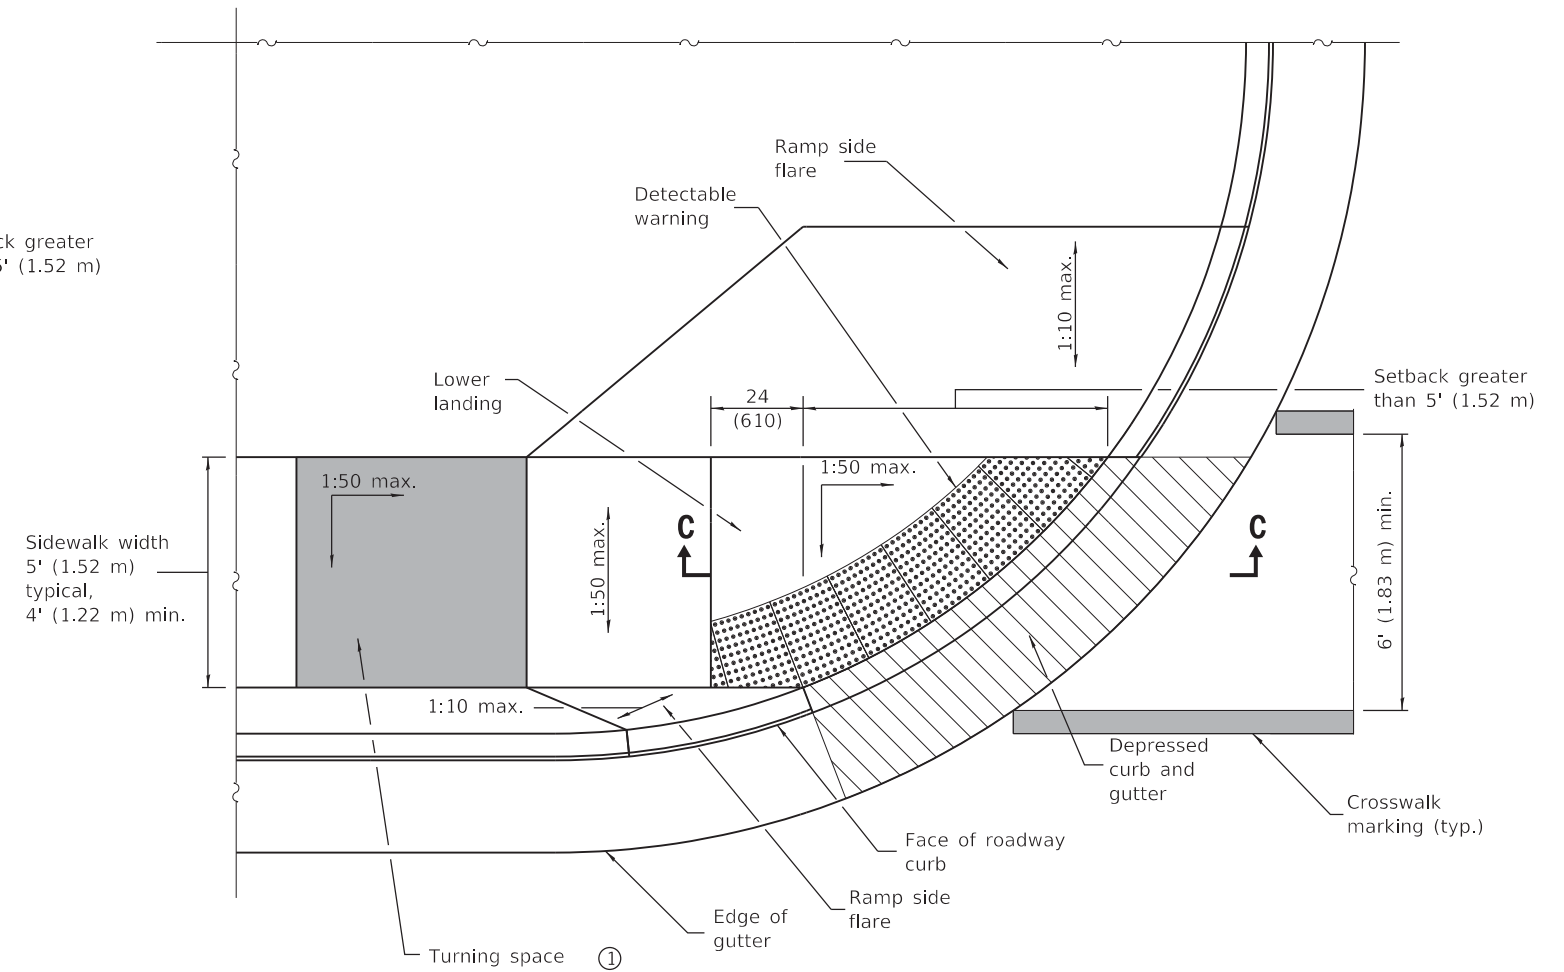 Ramp side
flare
Detectable
warning
ck greater
5' (1.52 m)
1:10 max.
Lower
landing
24
(610)
Setback greater
than 5' (1.52 m)
1:50 max.
1:50 max.
C
C
1:50 max.
Sidewalk width
5' (1.52 m)
typical,
4' (1.22 m) min.
6' (1.83 m) min.
1:10 max.
Depressed
curb and
gutter
Crosswalk
marking (typ.)
Face of roadway
curb
Ramp side
flare
Edge of
gutter
Turning space 1